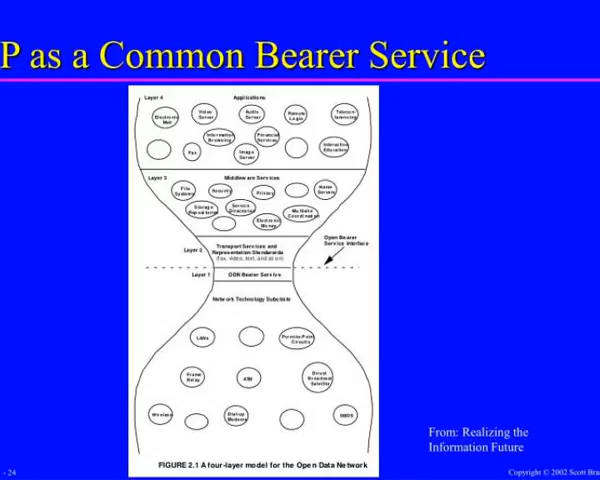 P as a Common Bearer Service
Layer 4
Applications
Electronic
Mail
Video
Server
Audio
Server
Remote
Login
Telecon-
ferencing
Fax
Information
Browsing
Financial
Services
Image
Server
Interactive
Education
Layer 3
Middleware Services
File
Systems
Security
Privacy
Name
Servers
Storage
Repositories
Service
Directories
Electronic
Money
Multisite
Coordination
Layer 2
Transport Services and
Representation Standards
(fax, video, text, and so on)
Open Bearer
Service Interface
Layer 1
ODN Bearer Service
Network Technology Substrate
LANs
Point-to-Point
Circuits
Frame
Relay
ATM
Direct
Broadcast
Satellite
Wireless
Dial-up
Modems
SMDS
FIGURE 2.1 A four-layer model for the Open Data Network
From: Realizing the
Information Future
- 24
Copyright © 2002 Scott Bra